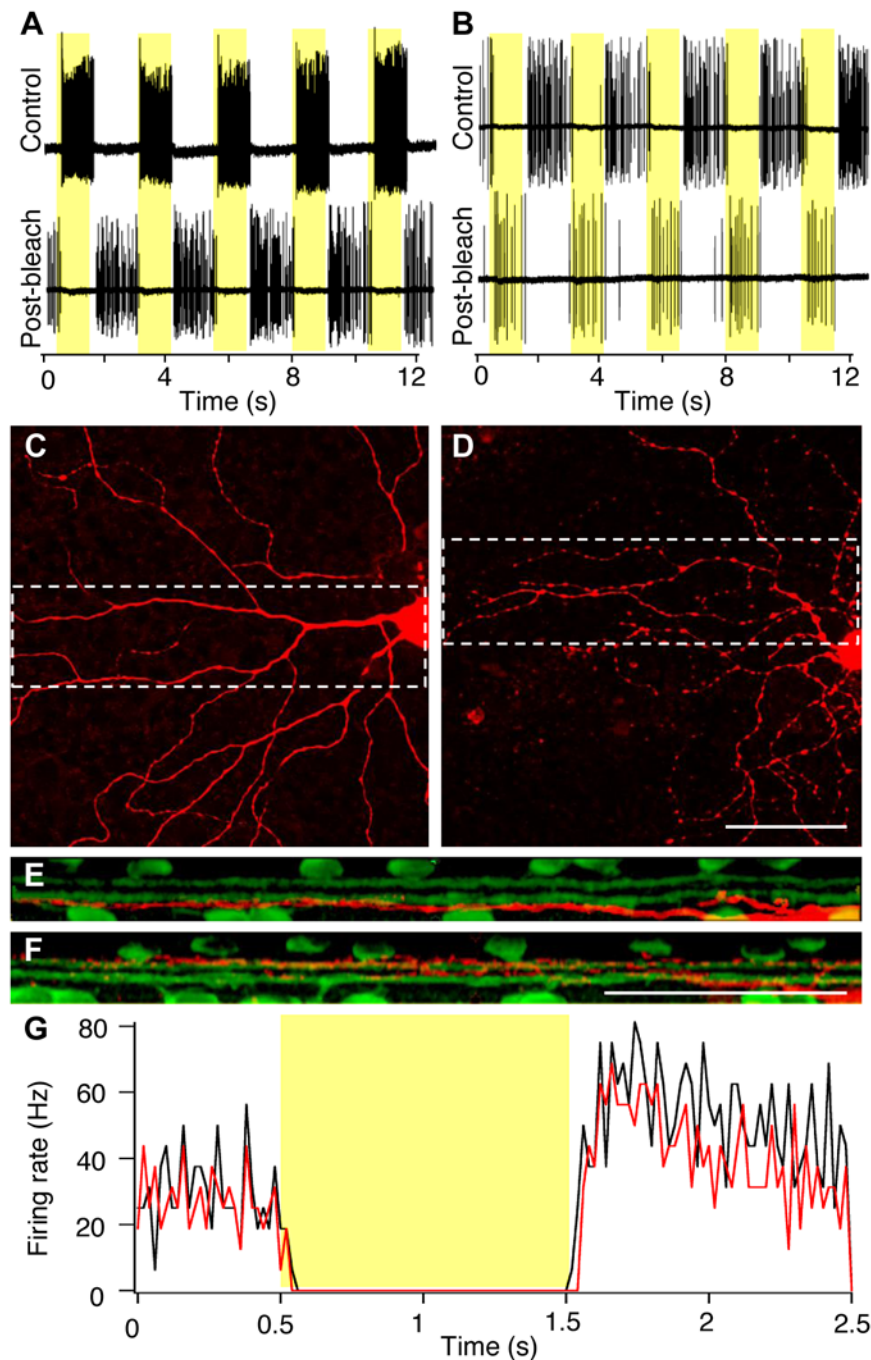 A
B
Control
Control
Post-bleach
Post-bleach
0 4 8 12
0 4 8 12
Time (s)
Time (s)
C
D
E
F
G
80
60
40
20
0
Firing rate (Hz)
0 0.5 1 1.5 2 2.5
Time (s)